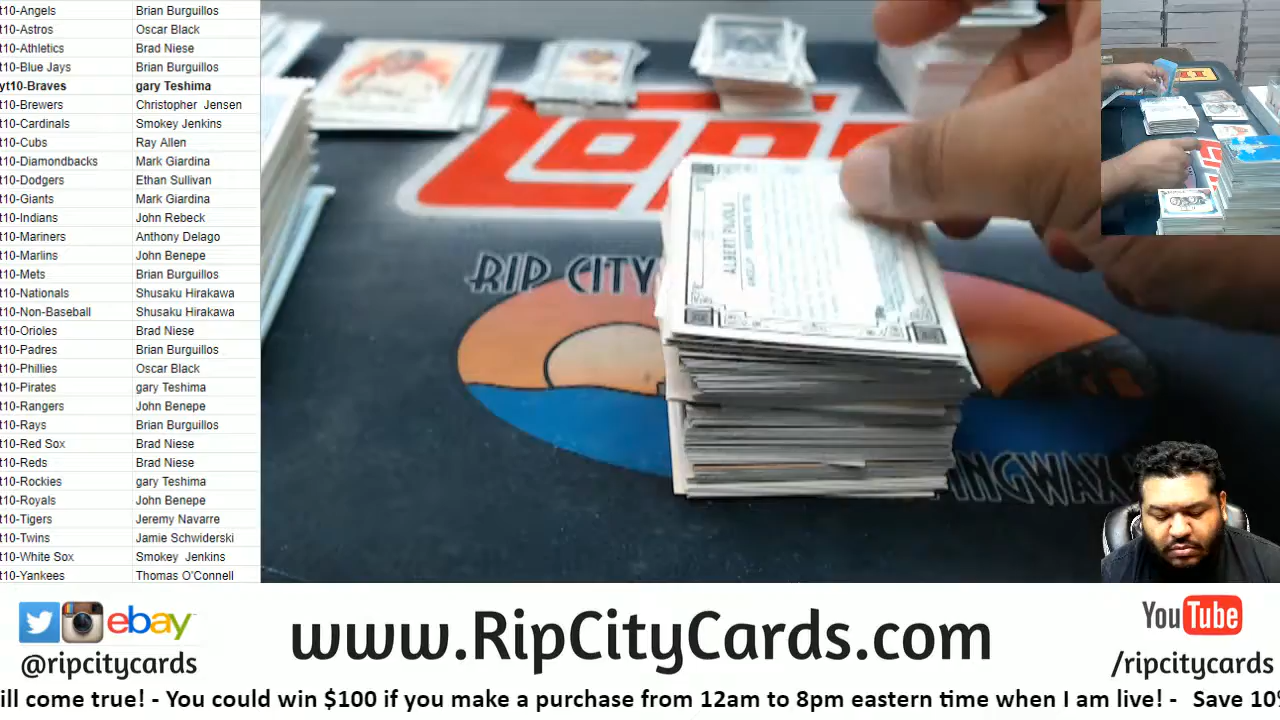 t10-Angels Brian Burguillos
t10-Astros Oscar Black
t10-Athletics Brad Niese
t10-Blue Jays Brian Burguillos
yt10-Braves gary Teshima
t10-Brewers Christopher Jensen
t10-Cardinals Smokey Jenkins
t10-Cubs Ray Allen
t10-Diamondbacks Mark Giardina
t10-Dodgers Ethan Sullivan
t10-Giants Mark Giardina
t10-Indians John Rebeck
t10-Mariners Anthony Delago
t10-Marlins John Benepe
t10-Mets Brian Burguillos
t10-Nationals Shusaku Hirakawa
t10-Non-Baseball Shusaku Hirakawa
t10-Orioles Brad Niese
t10-Padres Brian Burguillos
t10-Phillies Oscar Black
t10-Pirates gary Teshima
t10-Rangers John Benepe
t10-Rays Brian Burguillos
t10-Red Sox Brad Niese
t10-Reds Brad Niese
t10-Rockies gary Teshima
t10-Royals John Benepe
t10-Tigers Jeremy Navarre
t10-Twins Jamie Schwiderski
t10-White Sox Smokey Jenkins
t10-Yankees Thomas O'Connell
RIP CITY
ALBERT PUJOLS
INGWAX
ebay
@ripcitycards
www.RipCityCards.com
YouTube
/ripcitycards
ill come true! - You could win $100 if you make a purchase from 12am to 8pm eastern time when I am live! - Save 10%